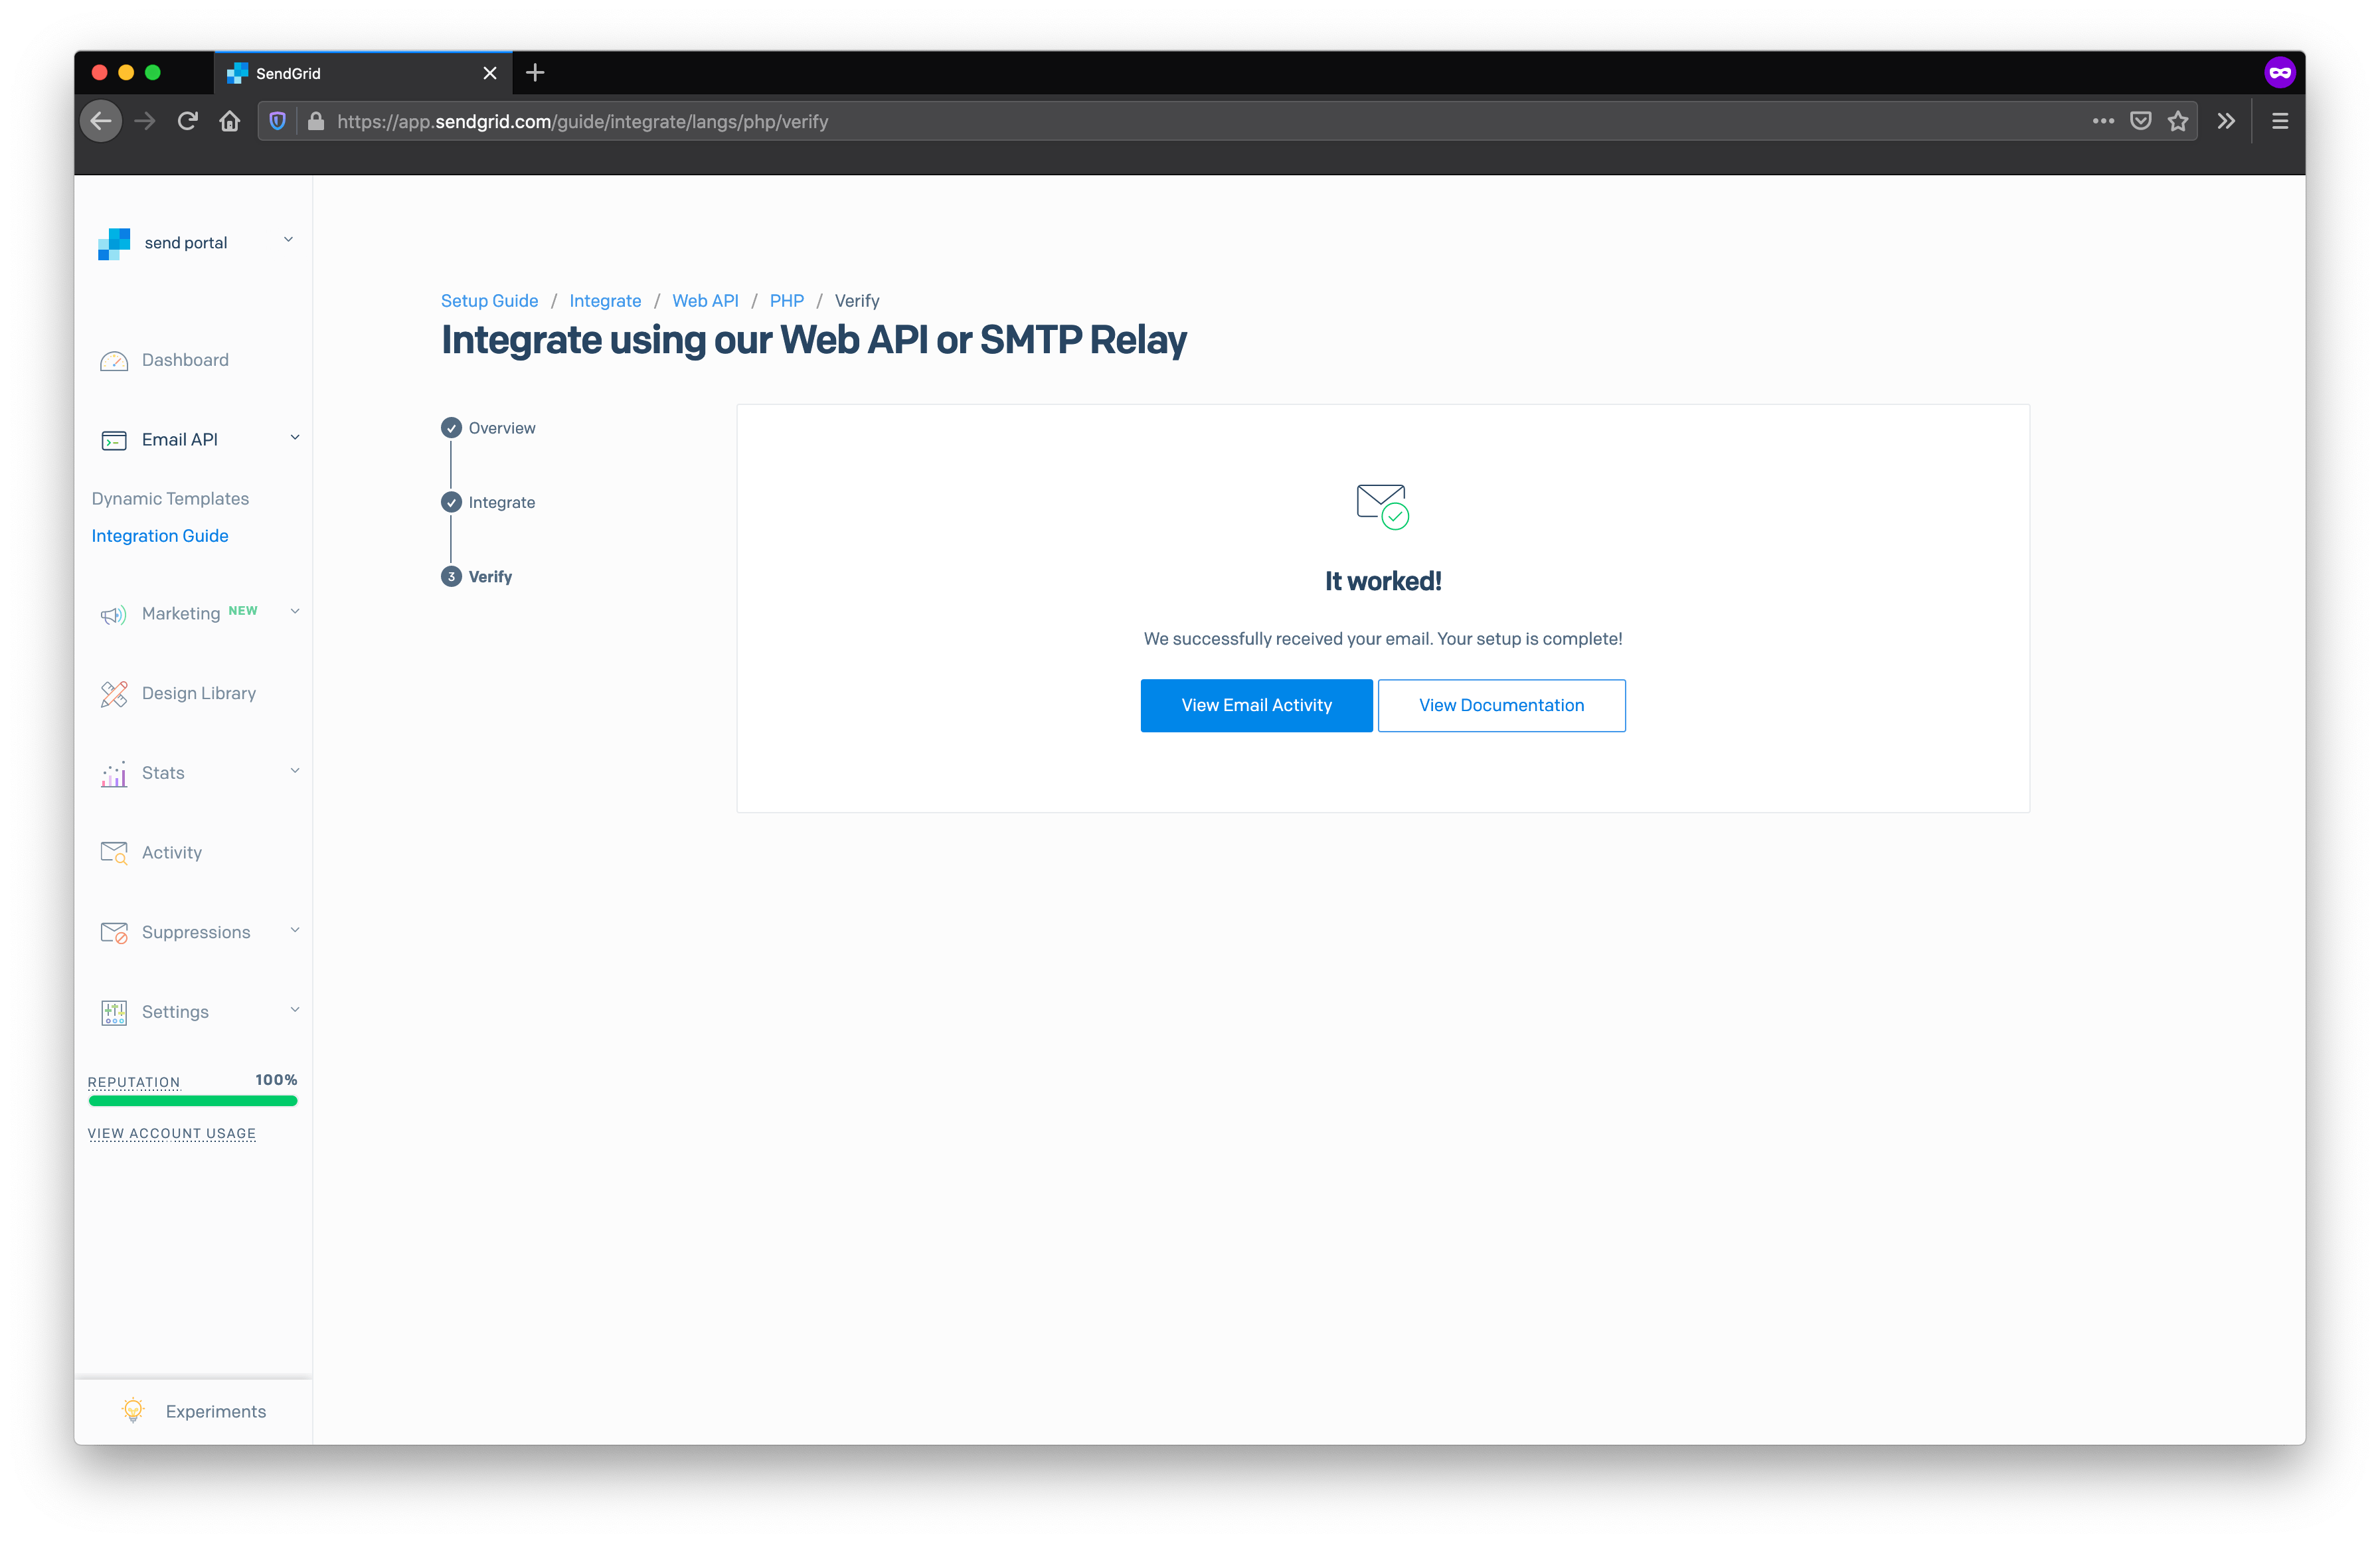 SendGrid
https://app.sendgrid.com/guide/integrate/langs/php/verify
send portal
Dashboard
Email API
Dynamic Templates
Integration Guide
Marketing NEW
Design Library
Stats
Activity
Suppressions
Settings
REPUTATION 100%
VIEW ACCOUNT USAGE
Experiments
Setup Guide / Integrate / Web API / PHP / Verify
Integrate using our Web API or SMTP Relay
Overview
Integrate
3 Verify
It worked!
We successfully received your email. Your setup is complete!
View Email Activity View Documentation